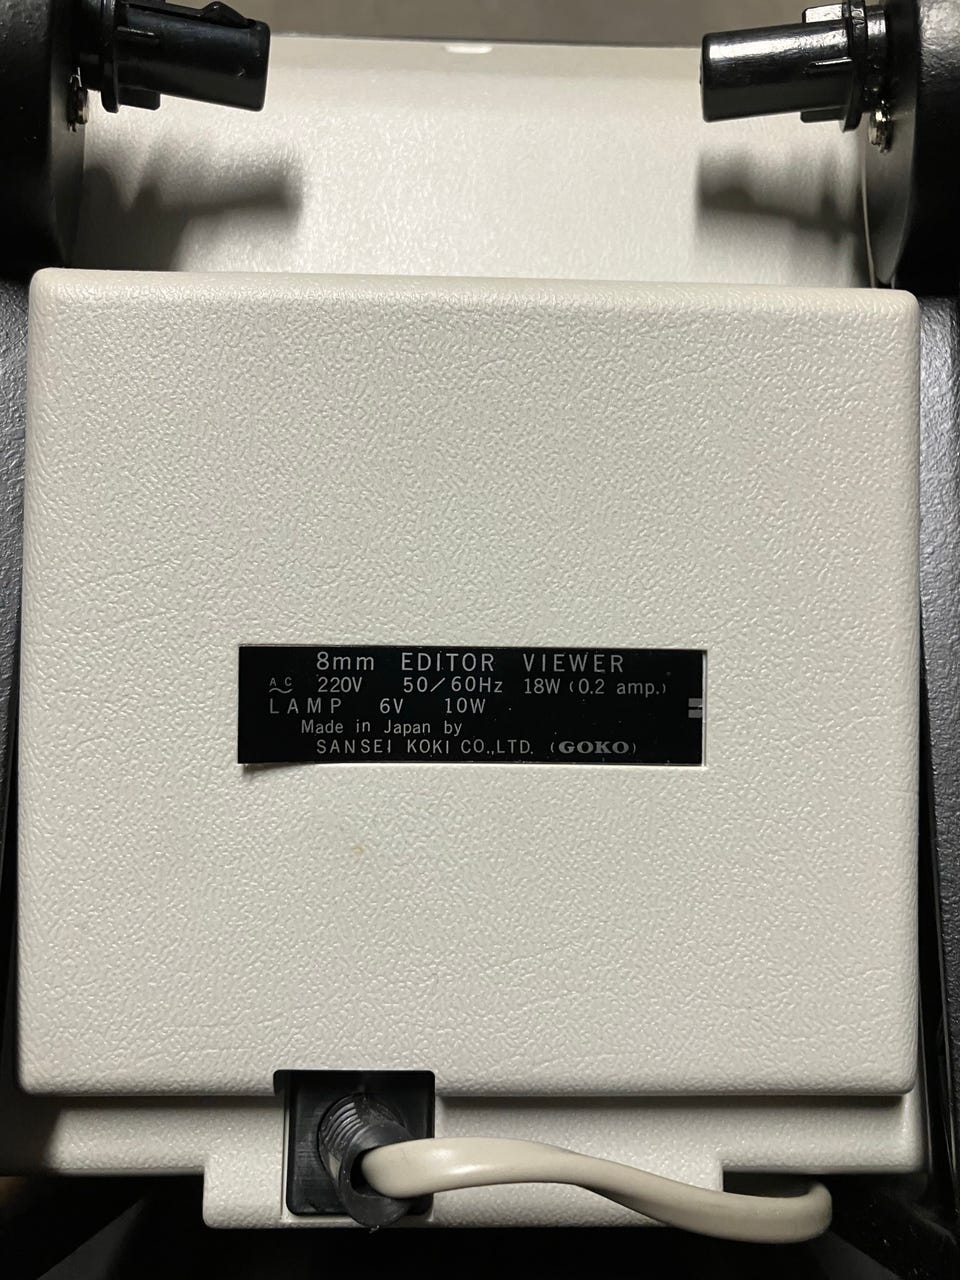 8mm EDITOR VIEWER
AC 220V 50/60Hz 18W (0.2 amp.)
LAMP 6V 10W
Made in Japan by
SANSEI KOKI CO.,LTD. (GOKO)